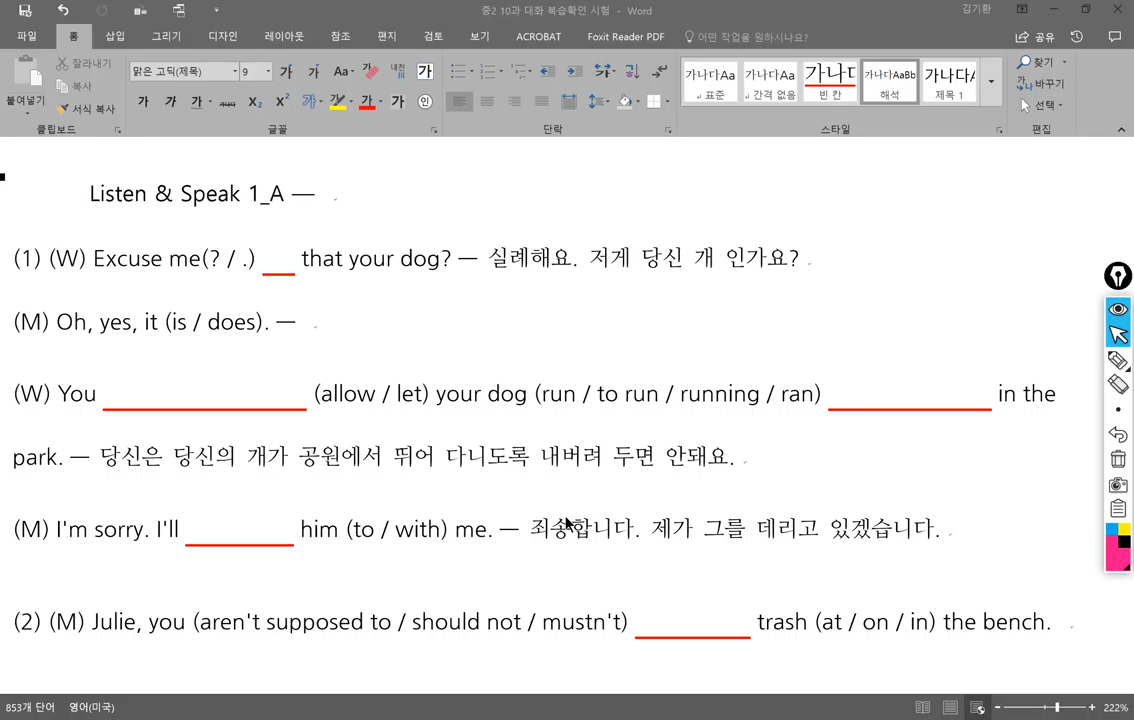 중2 10과 대화 복습확인 시험 - Word
김기환
파일 홈 삽입 그리기 디자인 레이아웃 참조 편지 검토 보기 ACROBAT Foxit Reader PDF 어떤 작업을 원하시나요? 공유
붙여넣기 잘라내기 복사 서식 복사
맑은 고딕(제목) 9
가나다Aa 가나다Aa 가나다 가나다AaBb 가나다A
표준 간격 없음 빈 칸 해석 제목 1
찾기 바꾸기 선택
클립보드 글꼴 단락 스타일 편집
Listen & Speak 1_A —
(1) (W) Excuse me(? / .) ___ that your dog? — 실례해요. 저게 당신 개 인가요?
(M) Oh, yes, it (is / does). —
(W) You ___ (allow / let) your dog (run / to run / running / ran) ___ in the
park. — 당신은 당신의 개가 공원에서 뛰어 다니도록 내버려 두면 안돼요.
(M) I'm sorry. I'll ___ him (to / with) me. — 죄송합니다. 제가 그를 데리고 있겠습니다.
(2) (M) Julie, you (aren't supposed to / should not / mustn't) ___ trash (at / on / in) the bench.
853개 단어 영어(미국) 222%